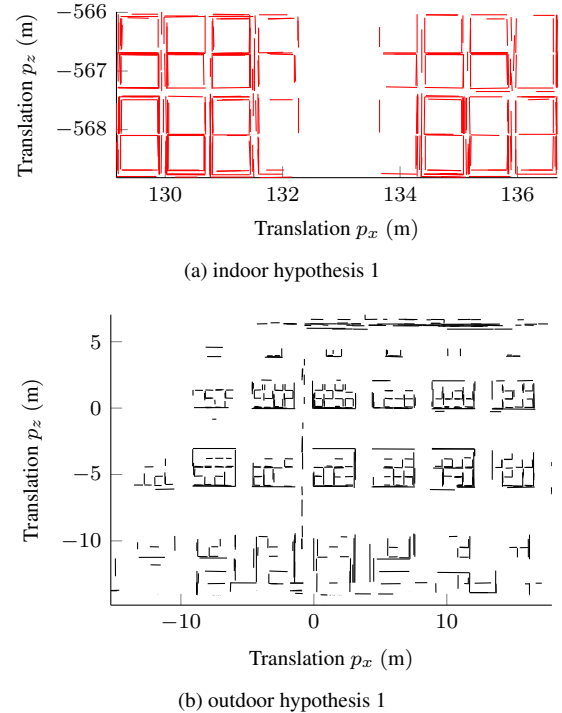 −566
−567
−568
Translation p_z (m)
130 132 134 136
Translation p_x (m)
(a) indoor hypothesis 1
5
0
−5
−10
Translation p_z (m)
−10 0 10
Translation p_x (m)
(b) outdoor hypothesis 1